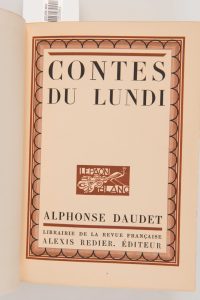 CONTES
DU LUNDI
LE PAON
BLANC
ALPHONSE DAUDET
LIBRAIRIE DE LA REVUE FRANÇAISE
ALEXIS REDIER, ÉDITEUR